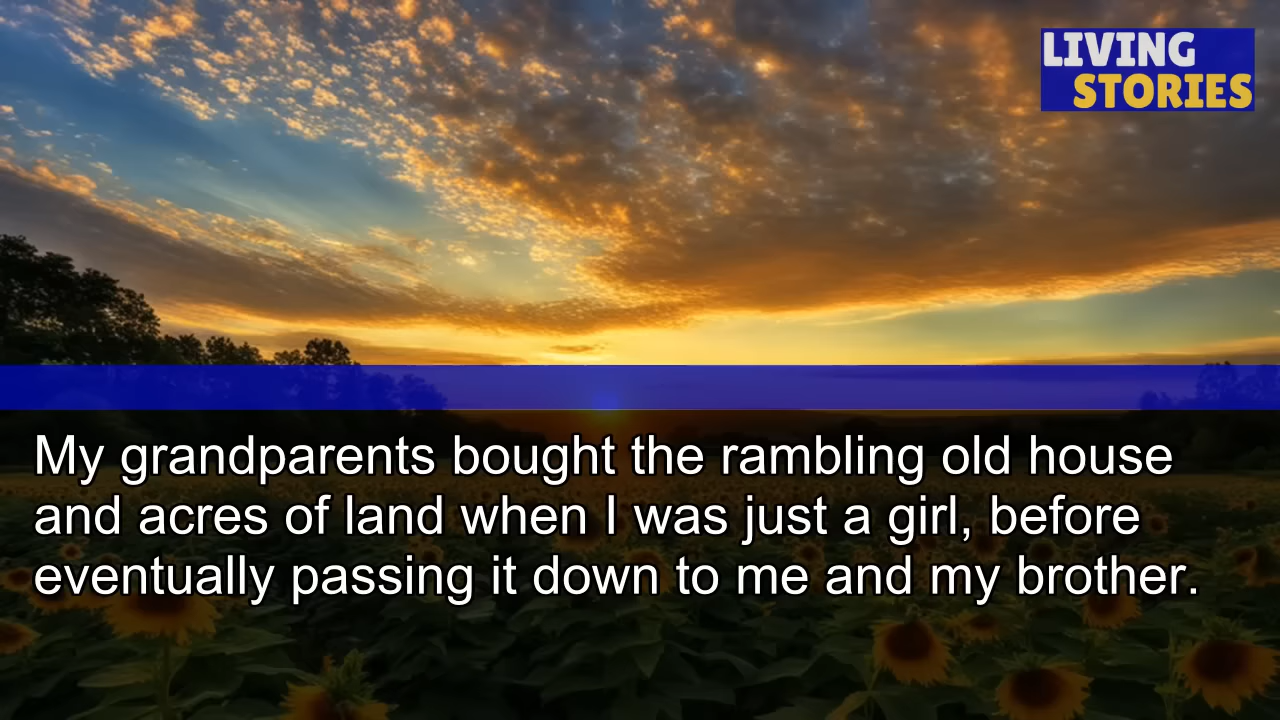 LIVING
STORIES
My grandparents bought the rambling old house
and acres of land when I was just a girl, before
eventually passing it down to me and my brother.